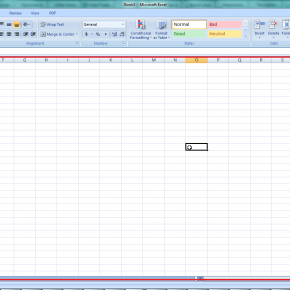 Book1 - Microsoft Excel
Review View PDF
Wrap Text General Normal Bad
Merge & Center $ % Conditional Formatting Format as Table Good Neutral Insert Delete
Alignment Number Styles Cells
F G H I J K L M N O P Q R S